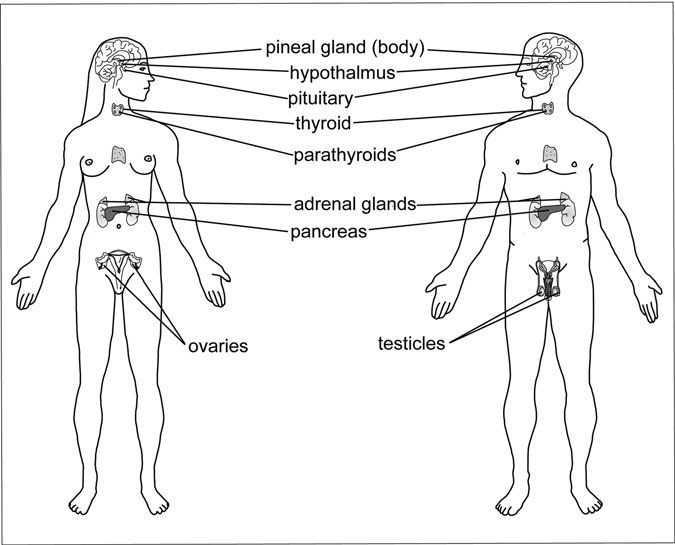 pineal gland (body)
hypothalmus
pituitary
thyroid
parathyroids
adrenal glands
pancreas
ovaries
testicles